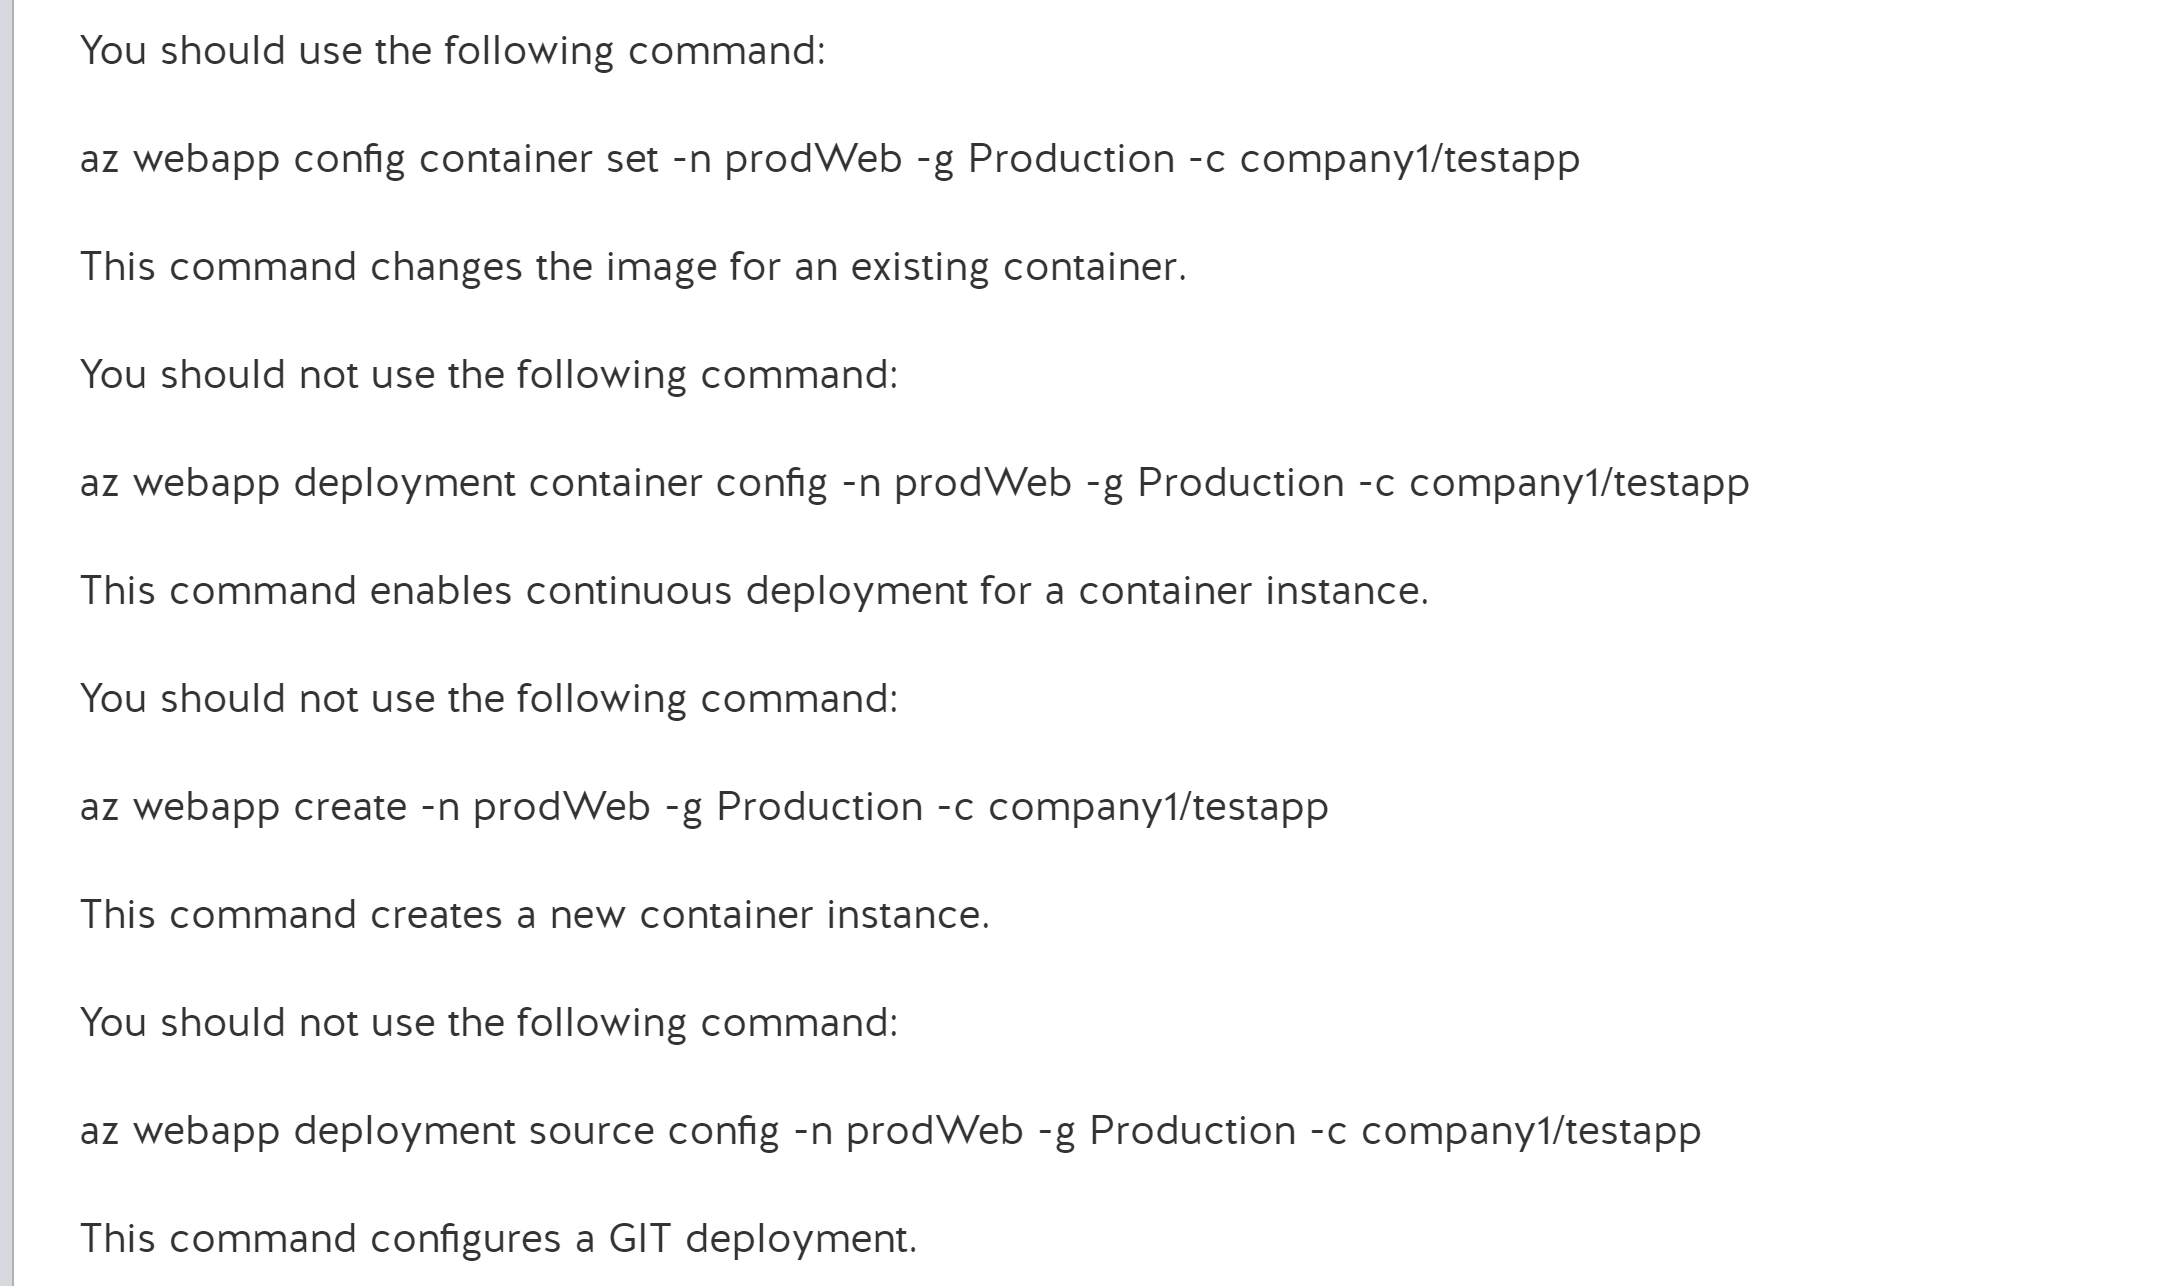 You should use the following command:
az webapp config container set -n prodWeb -g Production -c company1/testapp
This command changes the image for an existing container.
You should not use the following command:
az webapp deployment container config -n prodWeb -g Production -c company1/testapp
This command enables continuous deployment for a container instance.
You should not use the following command:
az webapp create -n prodWeb -g Production -c company1/testapp
This command creates a new container instance.
You should not use the following command:
az webapp deployment source config -n prodWeb -g Production -c company1/testapp
This command configures a GIT deployment.